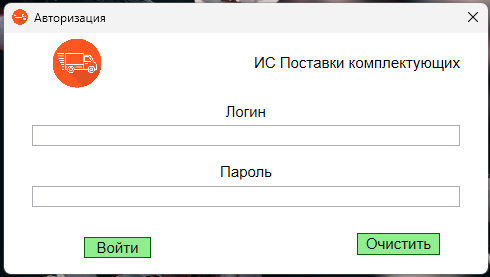 Авторизация
ИС Поставки комплектующих
Логин
Пароль
Войти
Очистить